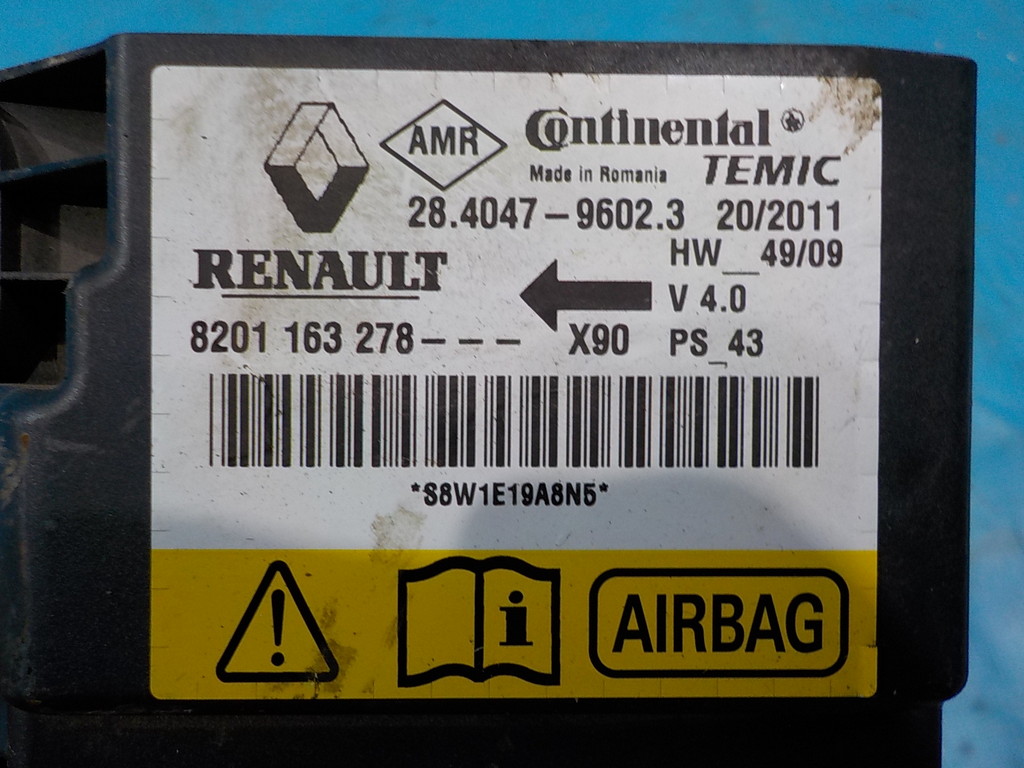 AMR
Continental
Made in Romania TEMIC
28.4047-9602.3 20/2011
HW__49/09
RENAULT
V 4.0
8201 163 278--- X90 PS_43
*S8W1E19A8N5*
i AIRBAG